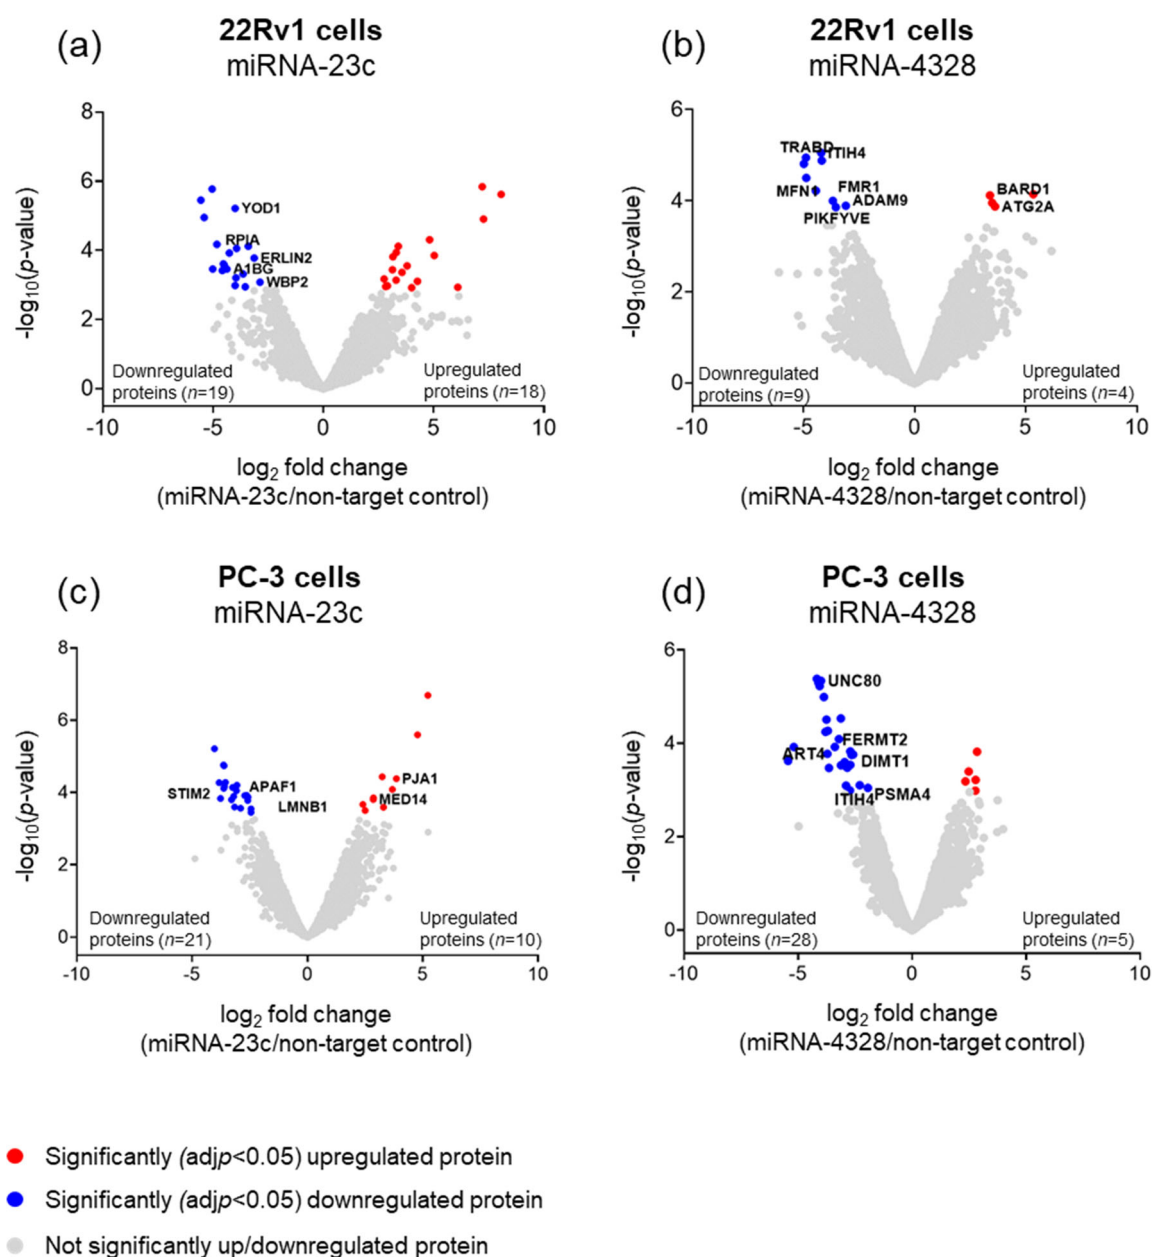 (a)
22Rv1 cells
miRNA-23c
8
6
4
2
0
-log10(p-value)
YOD1
RPIA
ERLIN2
A1BG
WBP2
Downregulated
proteins (n=19)
Upregulated
proteins (n=18)
-10 -5 0 5 10
log2 fold change
(miRNA-23c/non-target control)
(b)
22Rv1 cells
miRNA-4328
6
4
2
0
-log10(p-value)
TRABD
ITIH4
MFN1
FMR1
ADAM9
PIKFYVE
BARD1
ATG2A
Downregulated
proteins (n=9)
Upregulated
proteins (n=4)
-10 -5 0 5 10
log2 fold change
(miRNA-4328/non-target control)
(c)
PC-3 cells
miRNA-23c
8
6
4
2
0
-log10(p-value)
STIM2
APAF1
LMNB1
PJA1
MED14
Downregulated
proteins (n=21)
Upregulated
proteins (n=10)
-10 -5 0 5 10
log2 fold change
(miRNA-23c/non-target control)
(d)
PC-3 cells
miRNA-4328
6
4
2
0
-log10(p-value)
UNC80
ART4
FERMT2
DIMT1
ITIH4
PSMA4
Downregulated
proteins (n=28)
Upregulated
proteins (n=5)
-10 -5 0 5 10
log2 fold change
(miRNA-4328/non-target control)
Significantly (adjp<0.05) upregulated protein
Significantly (adjp<0.05) downregulated protein
Not significantly up/downregulated protein